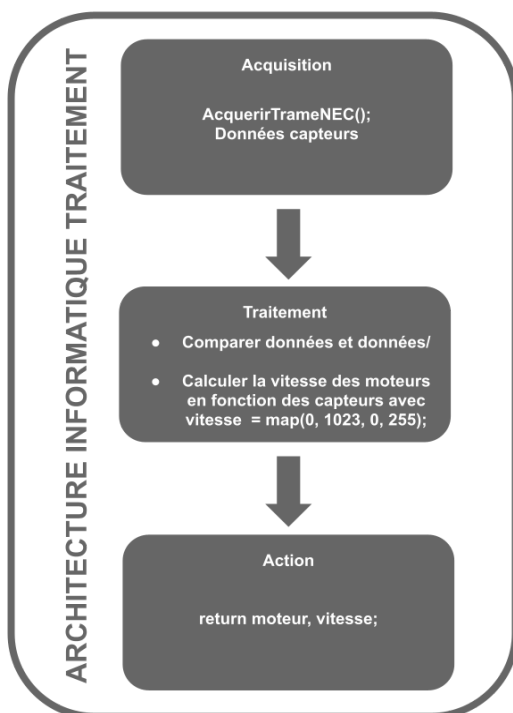 ARCHITECTURE INFORMATIQUE TRAITEMENT
Acquisition
AcquerirTrameNEC();
Données capteurs
Traitement
● Comparer données et données/
● Calculer la vitesse des moteurs
en fonction des capteurs avec
vitesse = map(0, 1023, 0, 255);
Action
return moteur, vitesse;